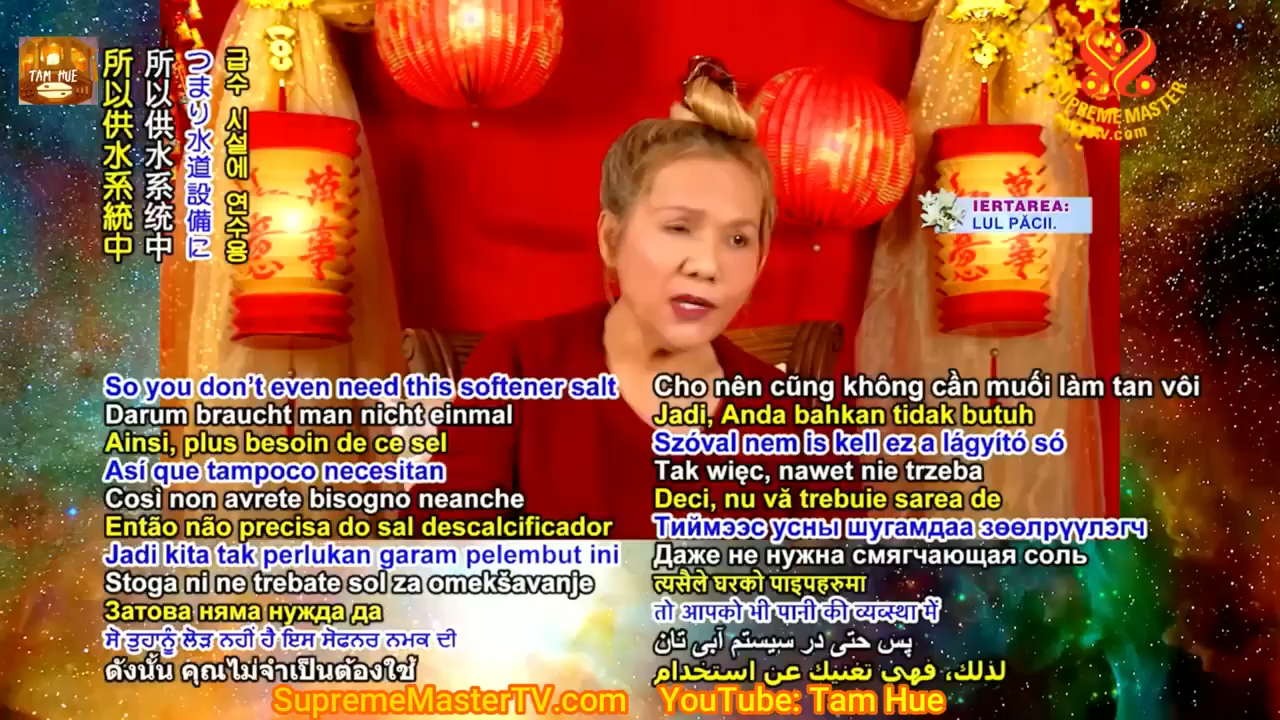 TAM HUE
所以供水系統中
所以供水系统中
つまり水道設備に
급수 시설에 연수용
SUPREME MASTER
TV.com
IERTAREA:
LUL PĂCII.
So you don't even need this softener salt
Darum braucht man nicht einmal
Ainsi, plus besoin de ce sel
Así que tampoco necesitan
Così non avrete bisogno neanche
Então não precisa do sal descalcificador
Jadi kita tak perlukan garam pelembut ini
Stoga ni ne trebate sol za omekšavanje
Затова няма нужда да
ਸੋ ਤੁਹਾਨੂੰ ਲੋੜ ਨਹੀਂ ਹੈ ਇਸ ਸੋਫਨਰ ਨਮਕ ਦੀ
ดังนั้น คุณไม่จำเป็นต้องใช้
Cho nên cũng không cần muối làm tan vôi
Jadi, Anda bahkan tidak butuh
Szóval nem is kell ez a lágyító só
Tak więc, nawet nie trzeba
Deci, nu vă trebuie sarea de
Тиймээс усны шугамдаа зөөлрүүлэгч
Даже не нужна смягчающая соль
त्यसैले घरको पाइपहरुमा
तो आपको भी पानी की व्यवस्था में
پس حتی در سیستم آبی تان
لذلك، فهي تغنيك عن استخدام
SupremeMasterTV.com YouTube: Tam Hue